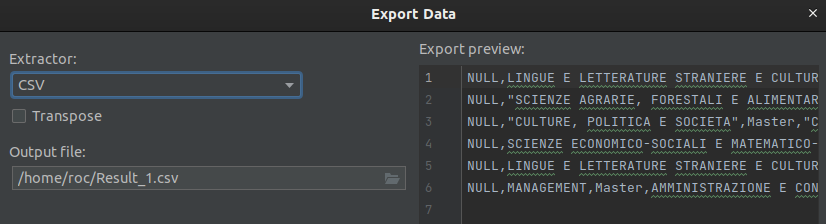 Export Data
×
Extractor:
CSV
Transpose
Output file:
/home/roc/Result_1.csv
Export preview:
1 NULL,LINGUE E LETTERATURE STRANIERE E CULTUR
2 NULL,"SCIENZE AGRARIE, FORESTALI E ALIMENTAR
3 NULL,"CULTURE, POLITICA E SOCIETA",Master,"C
4 NULL,SCIENZE ECONOMICO-SOCIALI E MATEMATICO-
5 NULL,LINGUE E LETTERATURE STRANIERE E CULTUR
6 NULL,MANAGEMENT,Master,AMMINISTRAZIONE E CON
7